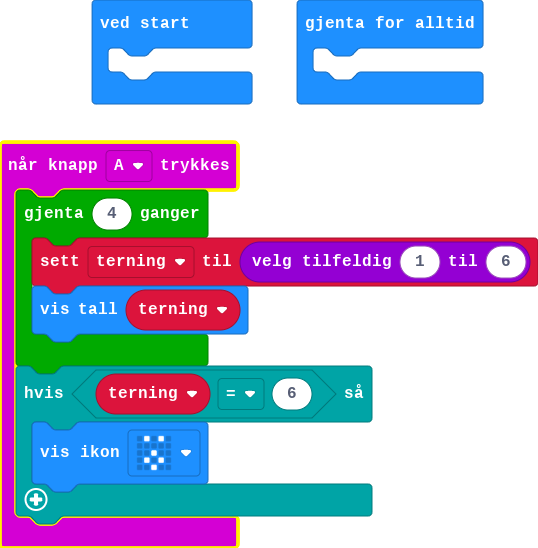 ved start
gjenta for alltid
når knapp A trykkes
gjenta 4 ganger
sett terning til velg tilfeldig 1 til 6
vis tall terning
hvis terning = 6 så
vis ikon